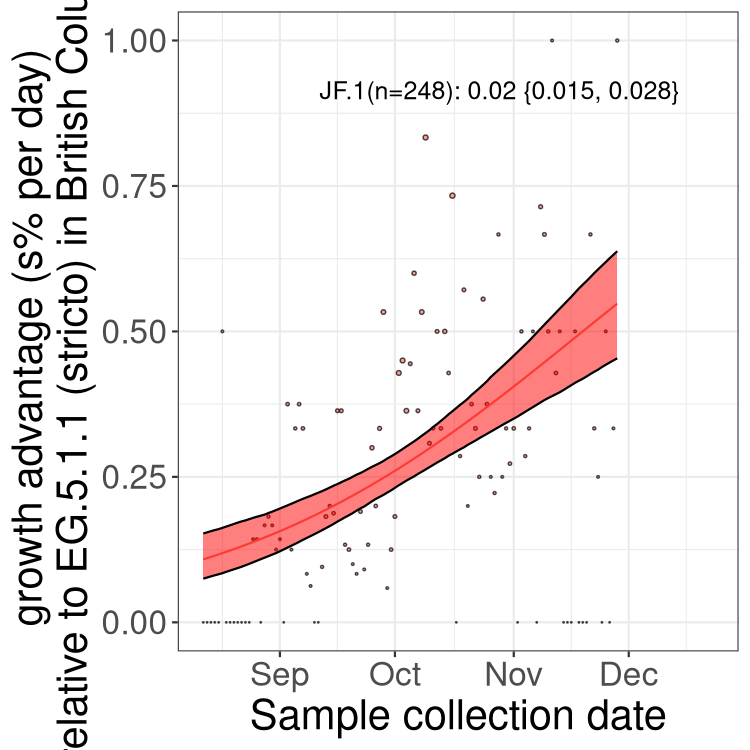 growth advantage (s% per day)
relative to EG.5.1.1 (stricto) in British Colu
1.00
0.75
0.50
0.25
0.00
JF.1(n=248): 0.02 {0.015, 0.028}
Sep Oct Nov Dec
Sample collection date